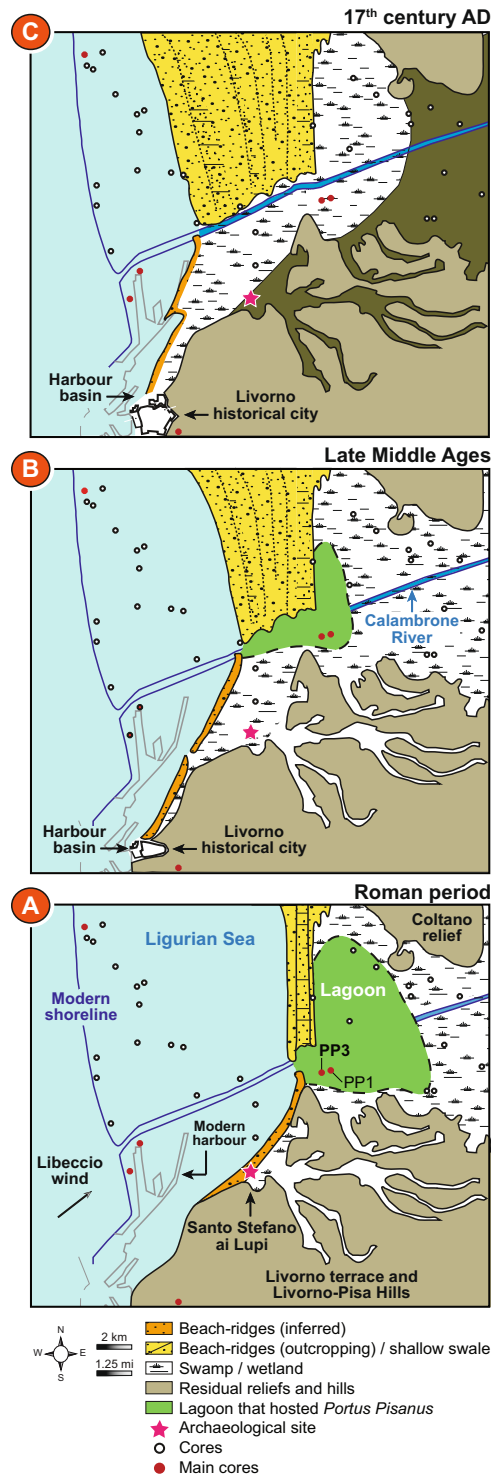 C
17th century AD
Harbour
basin
Livorno
historical city
B
Late Middle Ages
Calambrone
River
Harbour
basin
Livorno
historical city
A
Roman period
Coltano
relief
Ligurian Sea
Lagoon
Modern
shoreline
PP3
PP1
Modern
harbour
Libeccio
wind
Santo Stefano
ai Lupi
Livorno terrace and
Livorno-Pisa Hills
N
W
E
S
2 km
1.25 mi
Beach-ridges (inferred)
Beach-ridges (outcropping) / shallow swale
Swamp / wetland
Residual reliefs and hills
Lagoon that hosted Portus Pisanus
Archaeological site
Cores
Main cores